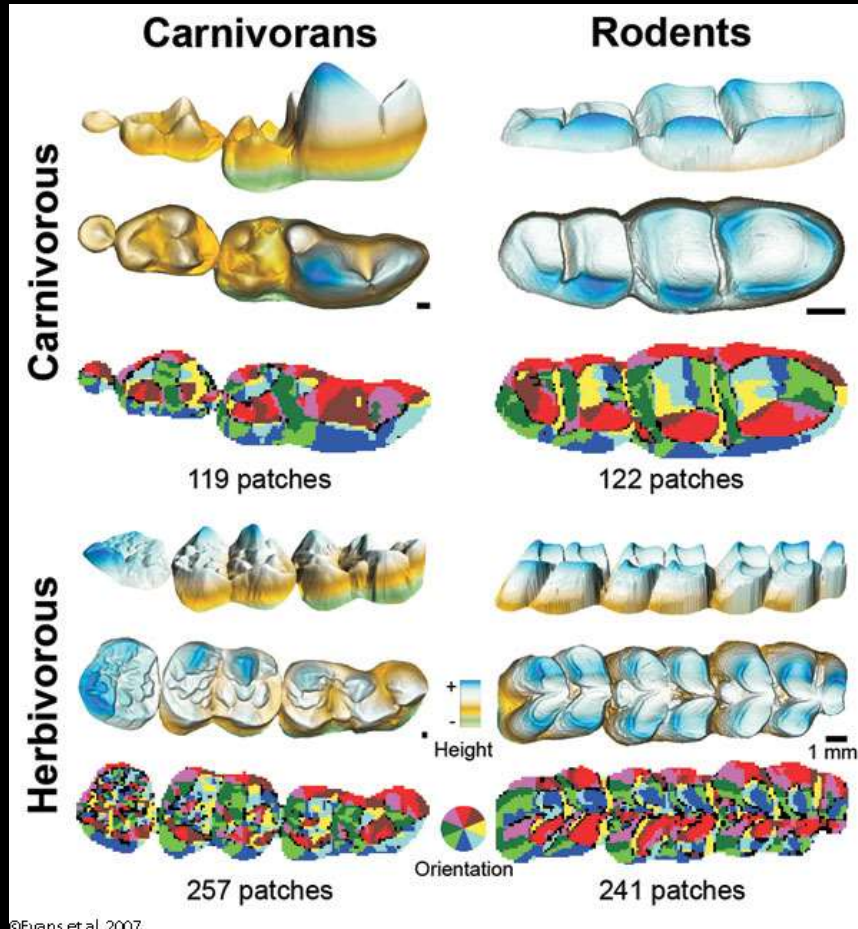 Carnivorans Rodents
Carnivorous
119 patches 122 patches
Herbivorous
+
-
Height
1 mm
Orientation
257 patches 241 patches
©Evans et al. 2007